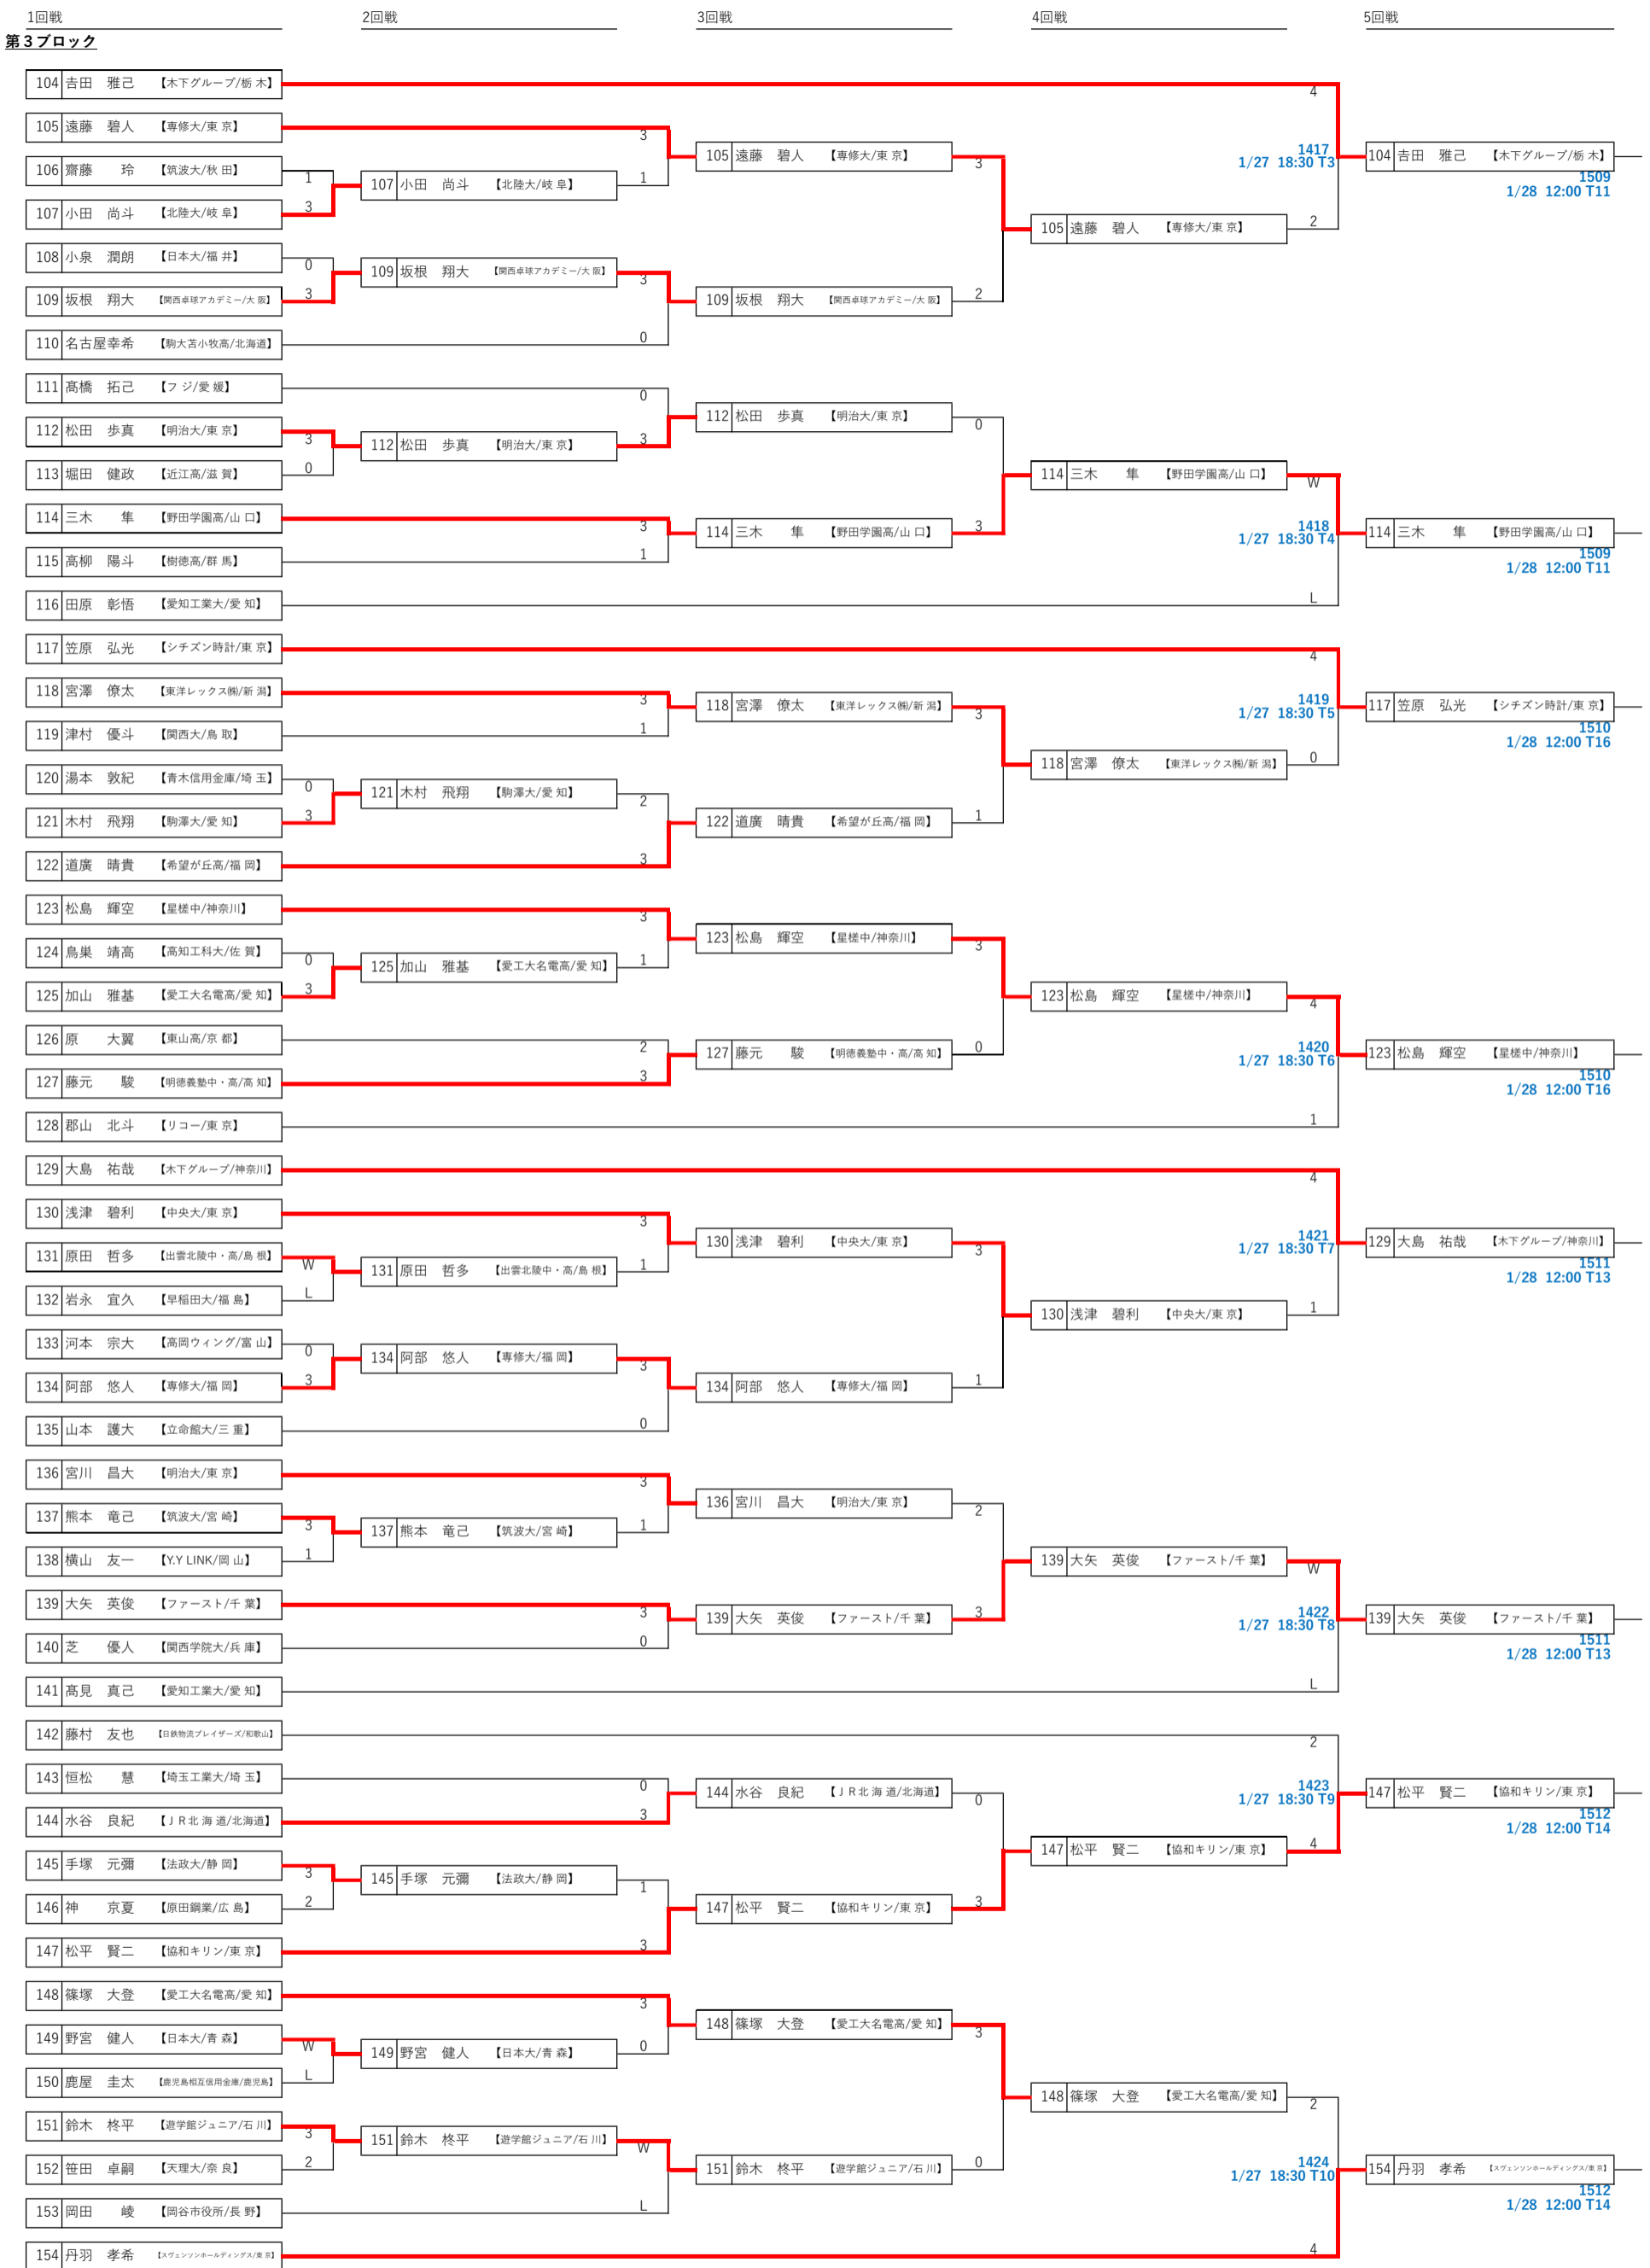 1回戦 2回戦 3回戦 4回戦 5回戦
第３ブロック
104 吉田　雅己 【木下グループ/栃 木】
4
105 遠藤　碧人 【専修大/東 京】
3
1417
105 遠藤　碧人 【専修大/東 京】
3
1/27 18:30 T3
104 吉田　雅己 【木下グループ/栃 木】
106 齋藤　　玲 【筑波大/秋 田】
1
107 小田　尚斗 【北陸大/岐 阜】
1
1509
1/28 12:00 T11
107 小田　尚斗 【北陸大/岐 阜】
3
105 遠藤　碧人 【専修大/東 京】
2
108 小泉　潤朗 【日本大/福 井】
0
109 坂根　翔大 【関西卓球アカデミー/大 阪】
3
109 坂根　翔大 【関西卓球アカデミー/大 阪】
3
109 坂根　翔大 【関西卓球アカデミー/大 阪】
2
110 名古屋幸希 【駒大苫小牧高/北海道】
0
111 髙橋　拓己 【フ ジ/愛 媛】
0
112 松田　歩真 【明治大/東 京】
0
112 松田　歩真 【明治大/東 京】
3
112 松田　歩真 【明治大/東 京】
3
113 堀田　健政 【近江高/滋 賀】
0
114 三木　　隼 【野田学園高/山 口】
W
114 三木　　隼 【野田学園高/山 口】
3
1418
114 三木　　隼 【野田学園高/山 口】
3
1/27 18:30 T4
114 三木　　隼 【野田学園高/山 口】
115 高柳　陽斗 【樹徳高/群 馬】
1
1509
1/28 12:00 T11
116 田原　彰悟 【愛知工業大/愛 知】
L
117 笠原　弘光 【シチズン時計/東 京】
4
118 宮澤　僚太 【東洋レックス㈱/新 潟】
3
1419
118 宮澤　僚太 【東洋レックス㈱/新 潟】
3
1/27 18:30 T5
117 笠原　弘光 【シチズン時計/東 京】
119 津村　優斗 【関西大/鳥 取】
1
1510
1/28 12:00 T16
118 宮澤　僚太 【東洋レックス㈱/新 潟】
0
120 湯本　敦紀 【青木信用金庫/埼 玉】
0
121 木村　飛翔 【駒澤大/愛 知】
2
121 木村　飛翔 【駒澤大/愛 知】
3
122 道廣　晴貴 【希望が丘高/福 岡】
1
122 道廣　晴貴 【希望が丘高/福 岡】
3
123 松島　輝空 【星槎中/神奈川】
3
123 松島　輝空 【星槎中/神奈川】
3
124 鳥巣　靖高 【高知工科大/佐 賀】
0
125 加山　雅基 【愛工大名電高/愛 知】
1
125 加山　雅基 【愛工大名電高/愛 知】
3
123 松島　輝空 【星槎中/神奈川】
4
126 原　　大翼 【東山高/京 都】
2
1420
127 藤元　　駿 【明徳義塾中・高/高 知】
0
1/27 18:30 T6
123 松島　輝空 【星槎中/神奈川】
127 藤元　　駿 【明徳義塾中・高/高 知】
3
1510
1/28 12:00 T16
128 郡山　北斗 【リコー/東 京】
1
129 大島　祐哉 【木下グループ/神奈川】
4
130 浅津　碧利 【中央大/東 京】
3
1421
130 浅津　碧利 【中央大/東 京】
3
1/27 18:30 T7
129 大島　祐哉 【木下グループ/神奈川】
131 原田　哲多 【出雲北陵中・高/島 根】
W
131 原田　哲多 【出雲北陵中・高/島 根】
1
1511
1/28 12:00 T13
132 岩永　宜久 【早稲田大/福 島】
L
130 浅津　碧利 【中央大/東 京】
1
133 河本　宗大 【高岡ウィング/富 山】
0
134 阿部　悠人 【専修大/福 岡】
3
134 阿部　悠人 【専修大/福 岡】
3
134 阿部　悠人 【専修大/福 岡】
1
135 山本　護大 【立命館大/三 重】
0
136 宮川　昌大 【明治大/東 京】
3
136 宮川　昌大 【明治大/東 京】
2
137 熊本　竜己 【筑波大/宮 崎】
3
137 熊本　竜己 【筑波大/宮 崎】
1
138 横山　友一 【Y.Y LINK/岡 山】
1
139 大矢　英俊 【ファースト/千 葉】
W
139 大矢　英俊 【ファースト/千 葉】
3
1422
139 大矢　英俊 【ファースト/千 葉】
3
1/27 18:30 T8
139 大矢　英俊 【ファースト/千 葉】
140 芝　　優人 【関西学院大/兵 庫】
0
1511
1/28 12:00 T13
141 髙見　真己 【愛知工業大/愛 知】
L
142 藤村　友也 【日鉄物流ブレイザーズ/和歌山】
2
143 恒松　　慧 【埼玉工業大/埼 玉】
0
1423
144 水谷　良紀 【ＪＲ北 海 道/北海道】
0
1/27 18:30 T9
147 松平　賢二 【協和キリン/東 京】
144 水谷　良紀 【ＪＲ北 海 道/北海道】
3
1512
1/28 12:00 T14
147 松平　賢二 【協和キリン/東 京】
4
145 手塚　元彌 【法政大/静 岡】
3
145 手塚　元彌 【法政大/静 岡】
1
146 神　　京夏 【原田鋼業/広 島】
2
147 松平　賢二 【協和キリン/東 京】
3
147 松平　賢二 【協和キリン/東 京】
3
148 篠塚　大登 【愛工大名電高/愛 知】
3
148 篠塚　大登 【愛工大名電高/愛 知】
3
149 野宮　健人 【日本大/青 森】
W
149 野宮　健人 【日本大/青 森】
0
150 鹿屋　圭太 【鹿児島相互信用金庫/鹿児島】
L
148 篠塚　大登 【愛工大名電高/愛 知】
2
151 鈴木　柊平 【遊学館ジュニア/石 川】
3
151 鈴木　柊平 【遊学館ジュニア/石 川】
W
1424
152 笹田　卓嗣 【天理大/奈 良】
2
151 鈴木　柊平 【遊学館ジュニア/石 川】
0
1/27 18:30 T10
154 丹羽　孝希 【スヴェンソンホールディングス/東 京】
1512
1/28 12:00 T14
153 岡田　　崚 【岡谷市役所/長 野】
L
154 丹羽　孝希 【スヴェンソンホールディングス/東 京】
4